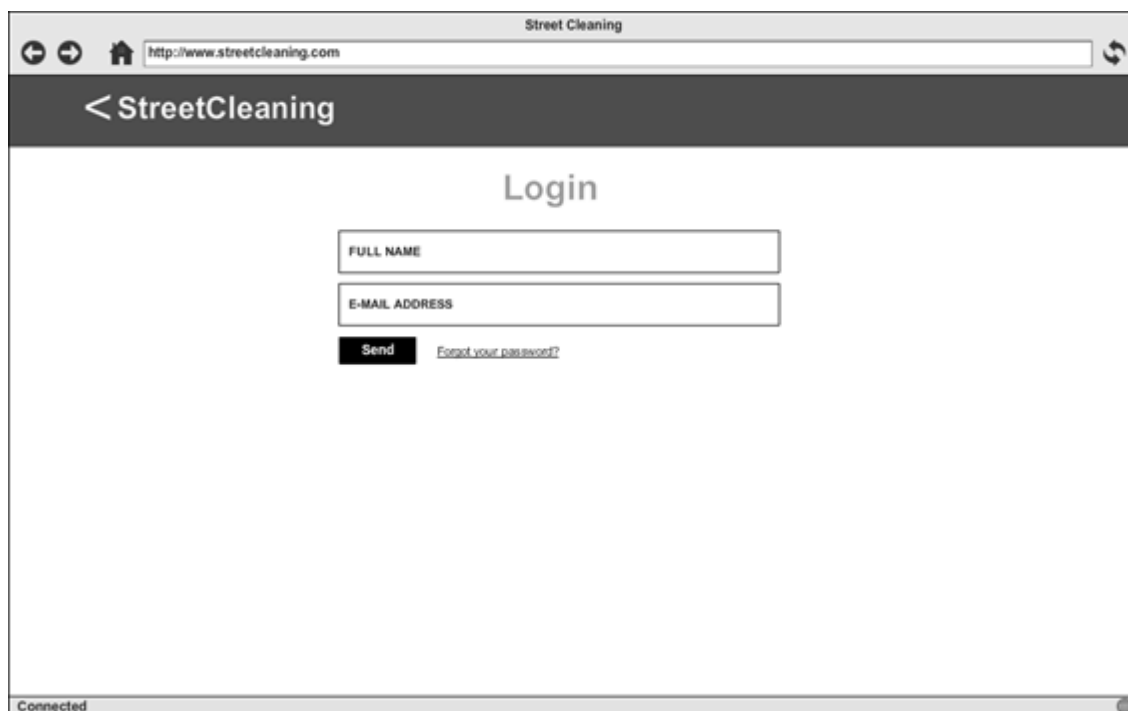 Street Cleaning
http://www.streetcleaning.com
< StreetCleaning
Login
FULL NAME
E-MAIL ADDRESS
Send Forgot your password?
Connected